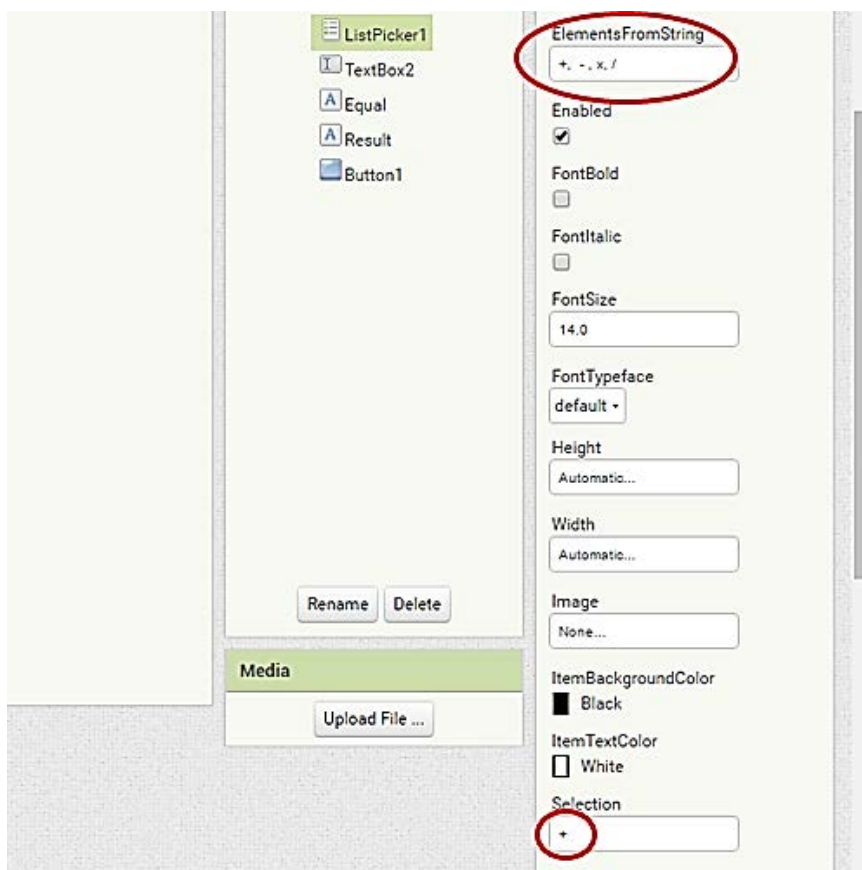 ListPicker1
TextBox2
Equal
Result
Button1
Rename Delete
Media
Upload File ...
ElementsFromString
+, -, x, /
Enabled
FontBold
FontItalic
FontSize
14.0
FontTypeface
default
Height
Automatic...
Width
Automatic...
Image
None...
ItemBackgroundColor
Black
ItemTextColor
White
Selection
+